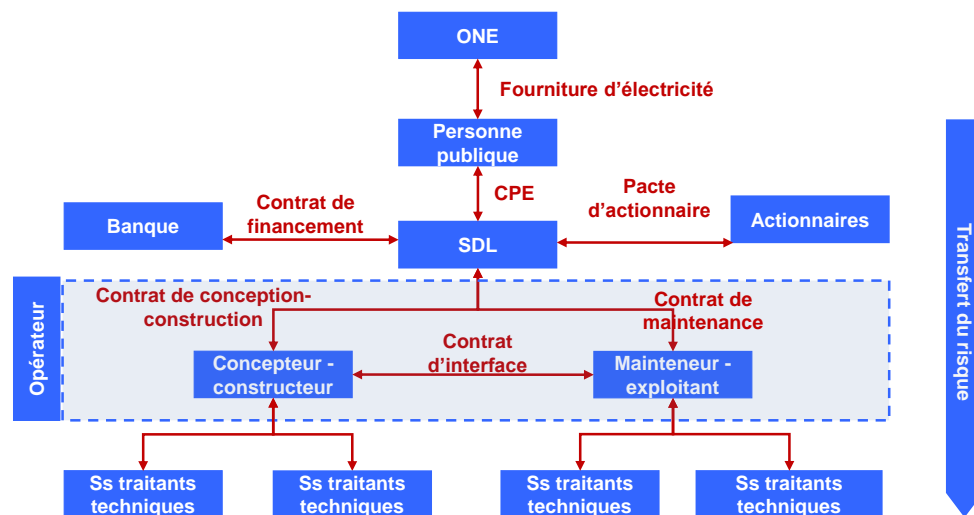 ONE
Fourniture d'électricité
Personne
publique
CPE
Contrat de
financement
Pacte
d'actionnaire
Banque
SDL
Actionnaires
Transfert du risque
Opérateur
Contrat de conception-
construction
Contrat de
maintenance
Contrat
d'interface
Concepteur -
constructeur
Mainteneur -
exploitant
Ss traitants
techniques
Ss traitants
techniques
Ss traitants
techniques
Ss traitants
techniques